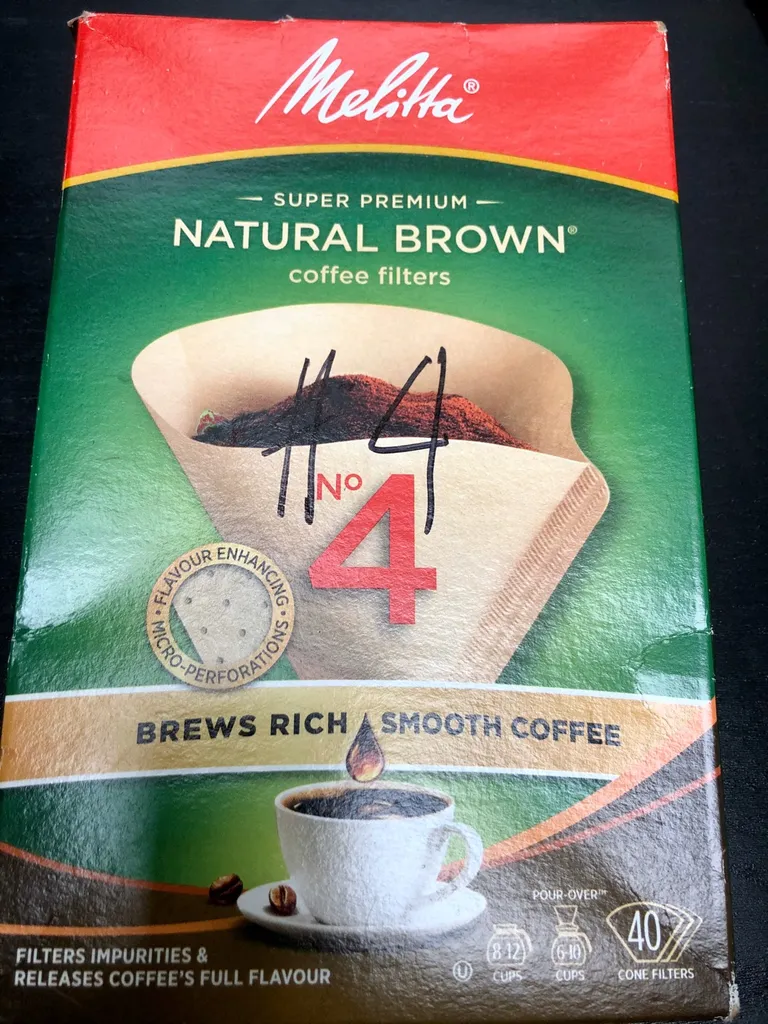 Melitta®
SUPER PREMIUM
NATURAL BROWN®
coffee filters
# 4
Nº
4
FLAVOUR ENHANCING •
MICRO-PERFORATIONS •
BREWS RICH SMOOTH COFFEE
FILTERS IMPURITIES &
RELEASES COFFEE'S FULL FLAVOUR
U
8-12
CUPS
POUR-OVER™
6-10
CUPS
40
CONE FILTERS